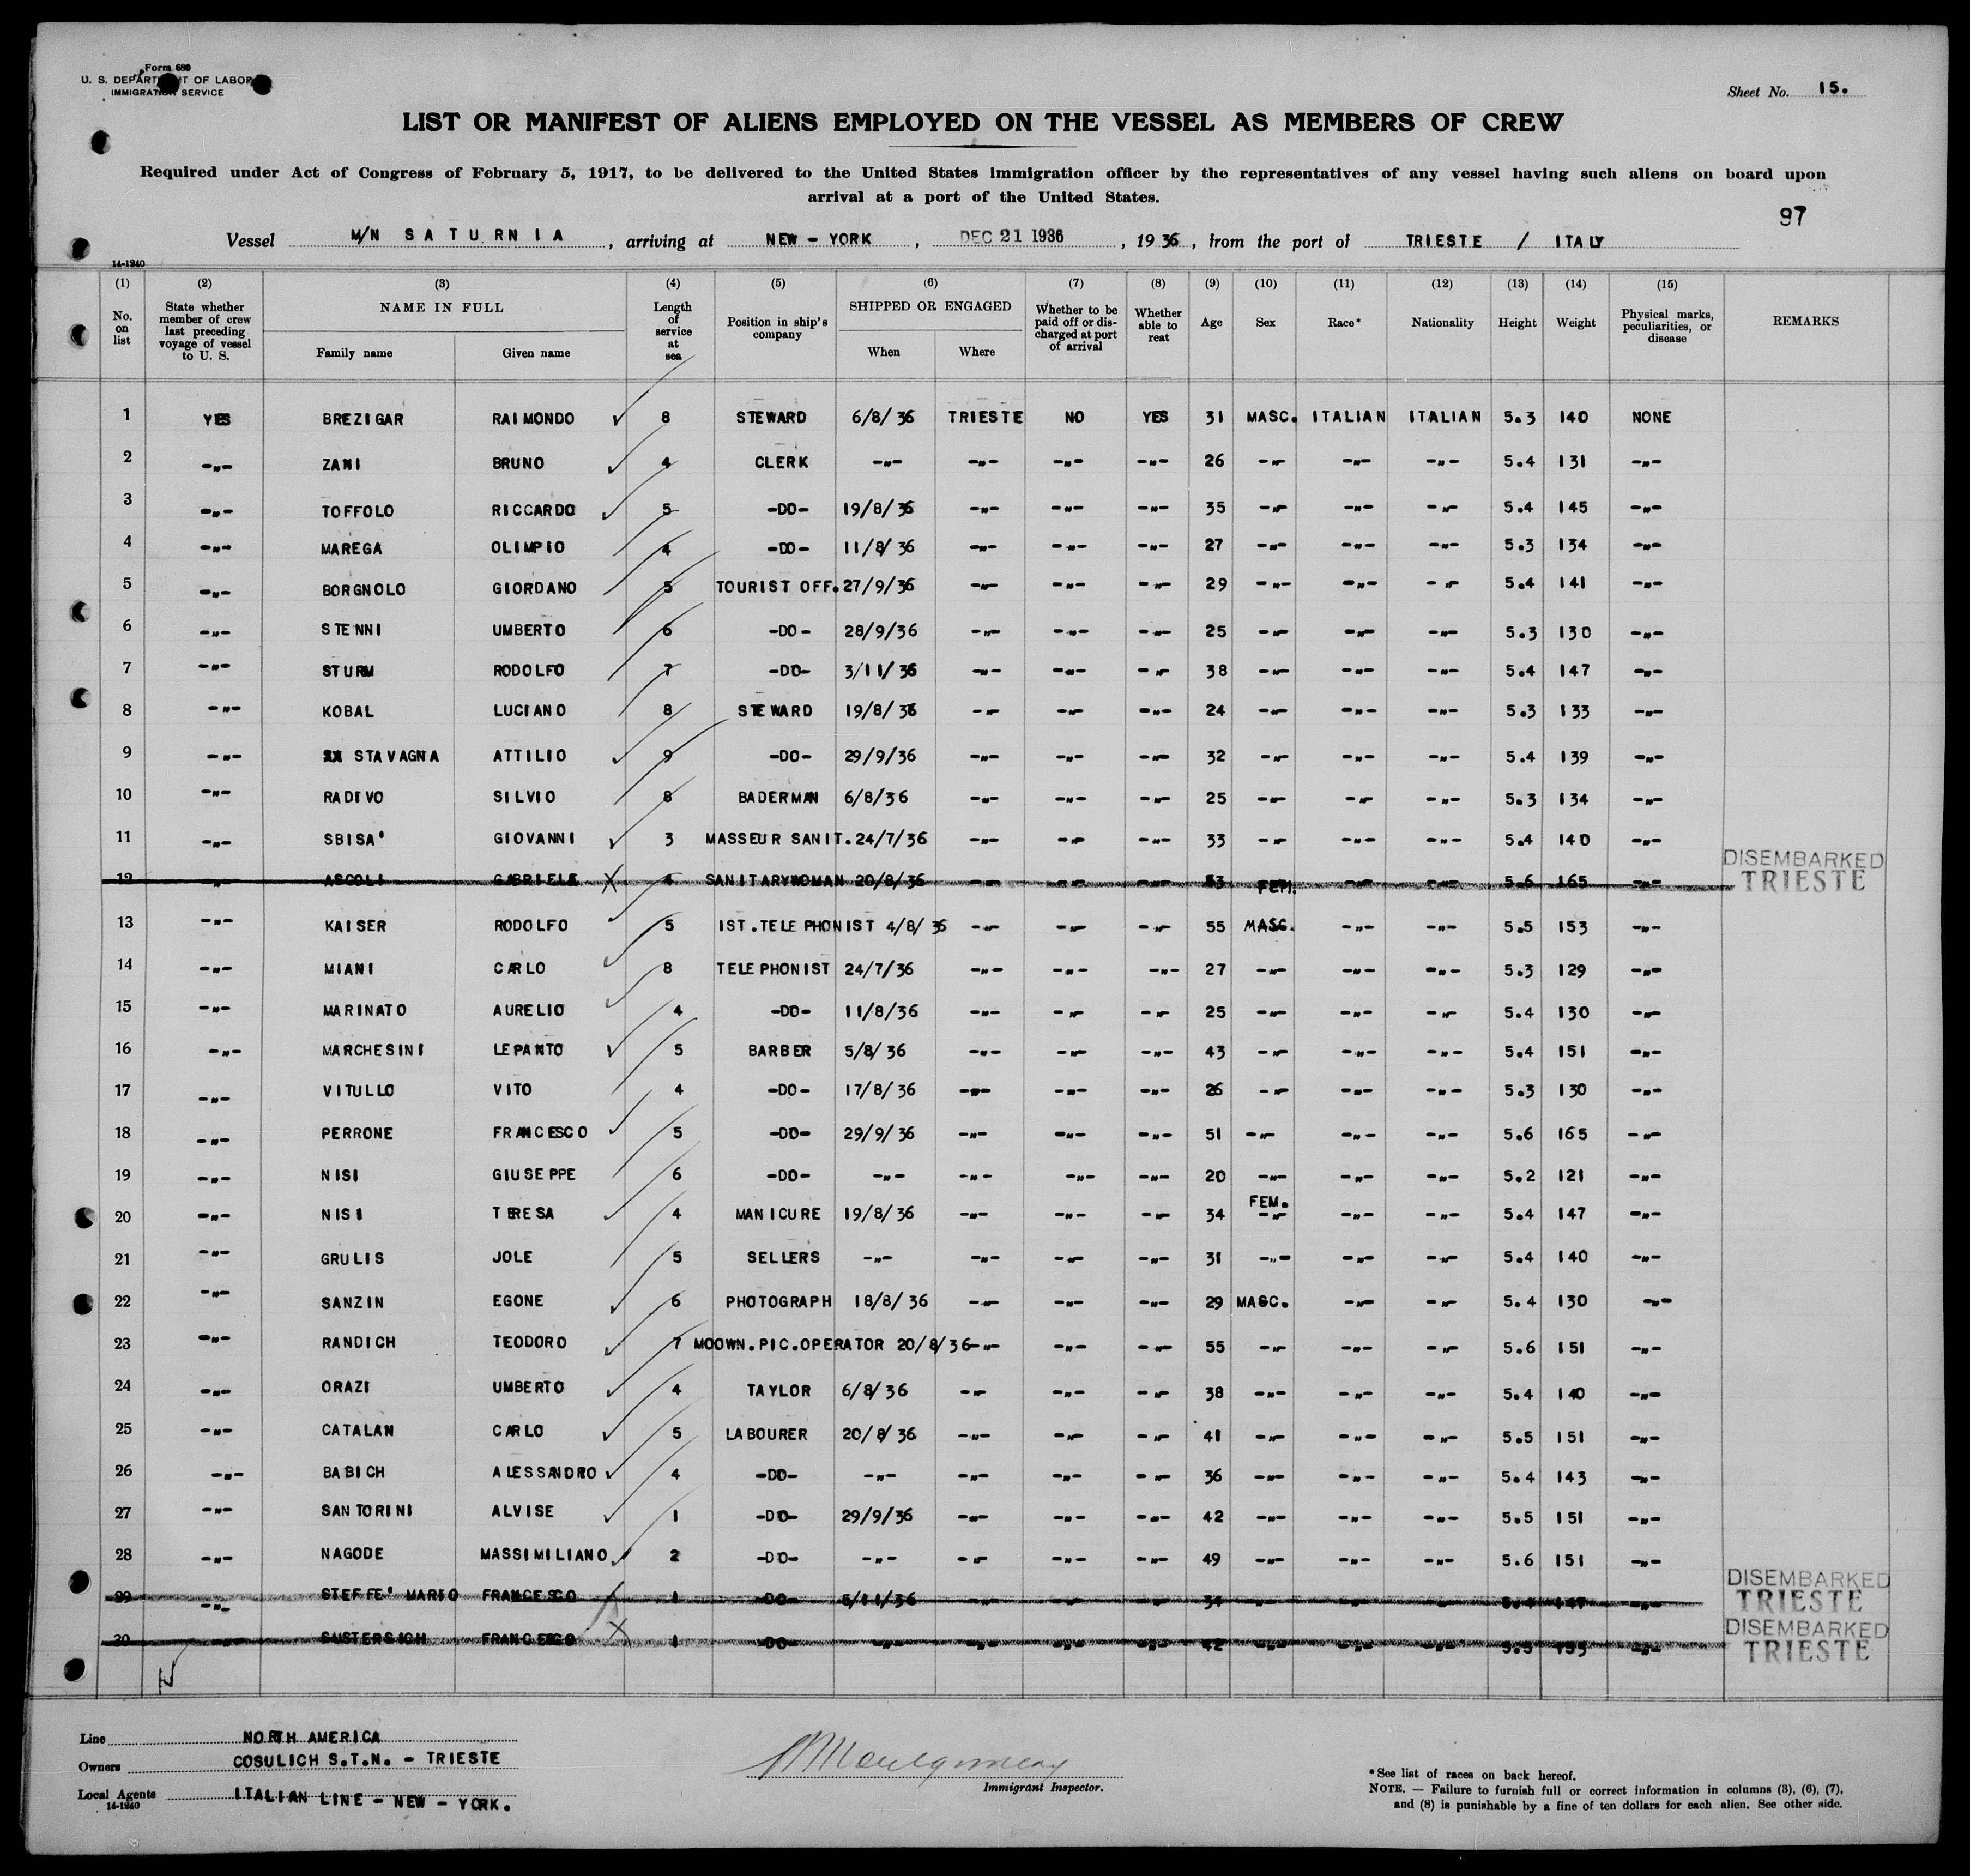 Form 680
U. S. DEPARTMENT OF LABOR
IMMIGRATION SERVICE
Sheet No. 15.
LIST OR MANIFEST OF ALIENS EMPLOYED ON THE VESSEL AS MEMBERS OF CREW
Required under Act of Congress of February 5, 1917, to be delivered to the United States immigration officer by the representatives of any vessel having such aliens on board upon
arrival at a port of the United States.
97
Vessel M/N SATURNIA, arriving at NEW-YORK, DEC 21 1936, 1936, from the port of TRIESTE / ITALY
14-1240
(1) No. on list (2) State whether member of crew last preceding voyage of vessel to U. S. (3) NAME IN FULL Family name Given name (4) Length of service at sea (5) Position in ship's company (6) SHIPPED OR ENGAGED When Where (7) Whether to be paid off or discharged at port of arrival (8) Whether able to reat (9) Age (10) Sex (11) Race* (12) Nationality (13) Height (14) Weight (15) Physical marks, peculiarities, or disease REMARKS
1 YES BREZIGAR RAIMONDO 8 STEWARD 6/8/36 TRIESTE NO YES 31 MASC. ITALIAN ITALIAN 5.3 140 NONE
2 -"- ZANI BRUNO 4 CLERK -"- -"- -"- -"- 26 -"- -"- -"- 5.4 131 -"-
3 -"- TOFFOLO RICCARDO 5 -DO- 19/8/36 -"- -"- -"- 35 -"- -"- -"- 5.4 145 -"-
4 -"- MAREGA OLIMPIO 4 -DO- 11/8/36 -"- -"- -"- 27 -"- -"- -"- 5.3 134 -"-
5 -"- BORGNOLO GIORDANO 5 TOURIST OFF. 27/9/36 -"- -"- -"- 29 -"- -"- -"- 5.4 141 -"-
6 -"- STENNI UMBERTO 6 -DO- 28/9/36 -"- -"- -"- 25 -"- -"- -"- 5.3 130 -"-
7 -"- STURM RODOLFO 7 -DO- 3/11/36 -"- -"- -"- 38 -"- -"- -"- 5.4 147 -"-
8 -"- KOBAL LUCIANO 8 STEWARD 19/8/36 -"- -"- -"- 24 -"- -"- -"- 5.3 133 -"-
9 -"- STAVAGNA ATTILIO 9 -DO- 29/9/36 -"- -"- -"- 32 -"- -"- -"- 5.4 139 -"-
10 -"- RADIVO SILVIO 8 BADERMAN 6/8/36 -"- -"- -"- 25 -"- -"- -"- 5.3 134 -"-
11 -"- SBISA' GIOVANNI 3 MASSEUR SANIT. 24/7/36 -"- -"- -"- 33 -"- -"- -"- 5.4 140 -"-
12 -"- ASCOLI GABRIELE 4 SANITARYWOMAN 20/8/36 -"- -"- -"- 53 FEM. -"- -"- 5.6 165 -"- DISEMBARKED TRIESTE
13 -"- KAISER RODOLFO 5 IST.TELEPHONIST 4/8/36 -"- -"- -"- 55 MASC. -"- -"- 5.5 153 -"-
14 -"- MIANI CARLO 8 TELEPHONIST 24/7/36 -"- -"- -"- 27 -"- -"- -"- 5.3 129 -"-
15 -"- MARINATO AURELIO 4 -DO- 11/8/36 -"- -"- -"- 25 -"- -"- -"- 5.4 130 -"-
16 -"- MARCHESINI LEPANTO 5 BARBER 5/8/36 -"- -"- -"- 43 -"- -"- -"- 5.4 151 -"-
17 -"- VITULLO VITO 4 -DO- 17/8/36 -"- -"- -"- 26 -"- -"- -"- 5.3 130 -"-
18 -"- PERRONE FRANCESCO 5 -DO- 29/9/36 -"- -"- -"- 51 -"- -"- -"- 5.6 165 -"-
19 -"- NISI GIUSEPPE 6 -DO- -"- -"- -"- -"- 20 -"- -"- -"- 5.2 121 -"-
20 -"- NISI TERESA 4 MANICURE 19/8/36 -"- -"- -"- 34 FEM. -"- -"- -"- 5.4 147 -"-
21 -"- GRULIS JOLE 5 SELLERS -"- -"- -"- -"- 31 -"- -"- -"- 5.4 140 -"-
22 -"- SANZIN EGONE 6 PHOTOGRAPH 18/8/36 -"- -"- -"- 29 MASC. -"- -"- 5.4 130 -"-
23 -"- RANDICH TEODORO 7 MOOWN.PIC.OPERATOR 20/8/36 -"- -"- -"- 55 -"- -"- -"- 5.6 151 -"-
24 -"- ORAZI UMBERTO 4 TAYLOR 6/8/36 -"- -"- -"- 38 -"- -"- -"- 5.4 140 -"-
25 -"- CATALAN CARLO 5 LABOURER 20/8/36 -"- -"- -"- 41 -"- -"- -"- 5.5 151 -"-
26 -"- BABICH ALESSANDRO 4 -DO- -"- -"- -"- -"- 36 -"- -"- -"- 5.4 143 -"-
27 -"- SANTORINI ALVISE 1 -DO- 29/9/36 -"- -"- -"- 42 -"- -"- -"- 5.5 151 -"-
28 -"- NAGODE MASSIMILIANO 2 -DO- -"- -"- -"- -"- 49 -"- -"- -"- 5.6 151 -"-
29 -"- STEFFE' MARIO FRANCESCO 1 -DO- 5/11/36 -"- -"- -"- 34 -"- -"- -"- 5.4 147 -"- DISEMBARKED TRIESTE
30 -"- SUSTERSICH FRANCESCO 1 -DO- -"- -"- -"- -"- 42 -"- -"- -"- 5.5 155 -"- DISEMBARKED TRIESTE
Line NORTH AMERICA
Owners COSULICH S.T.N. - TRIESTE
Local Agents ITALIAN LINE - NEW - YORK.
14-1240
Montgomery
Immigrant Inspector.
*See list of races on back hereof.
NOTE. — Failure to furnish full or correct information in columns (3), (6), (7),
and (8) is punishable by a fine of ten dollars for each alien. See other side.